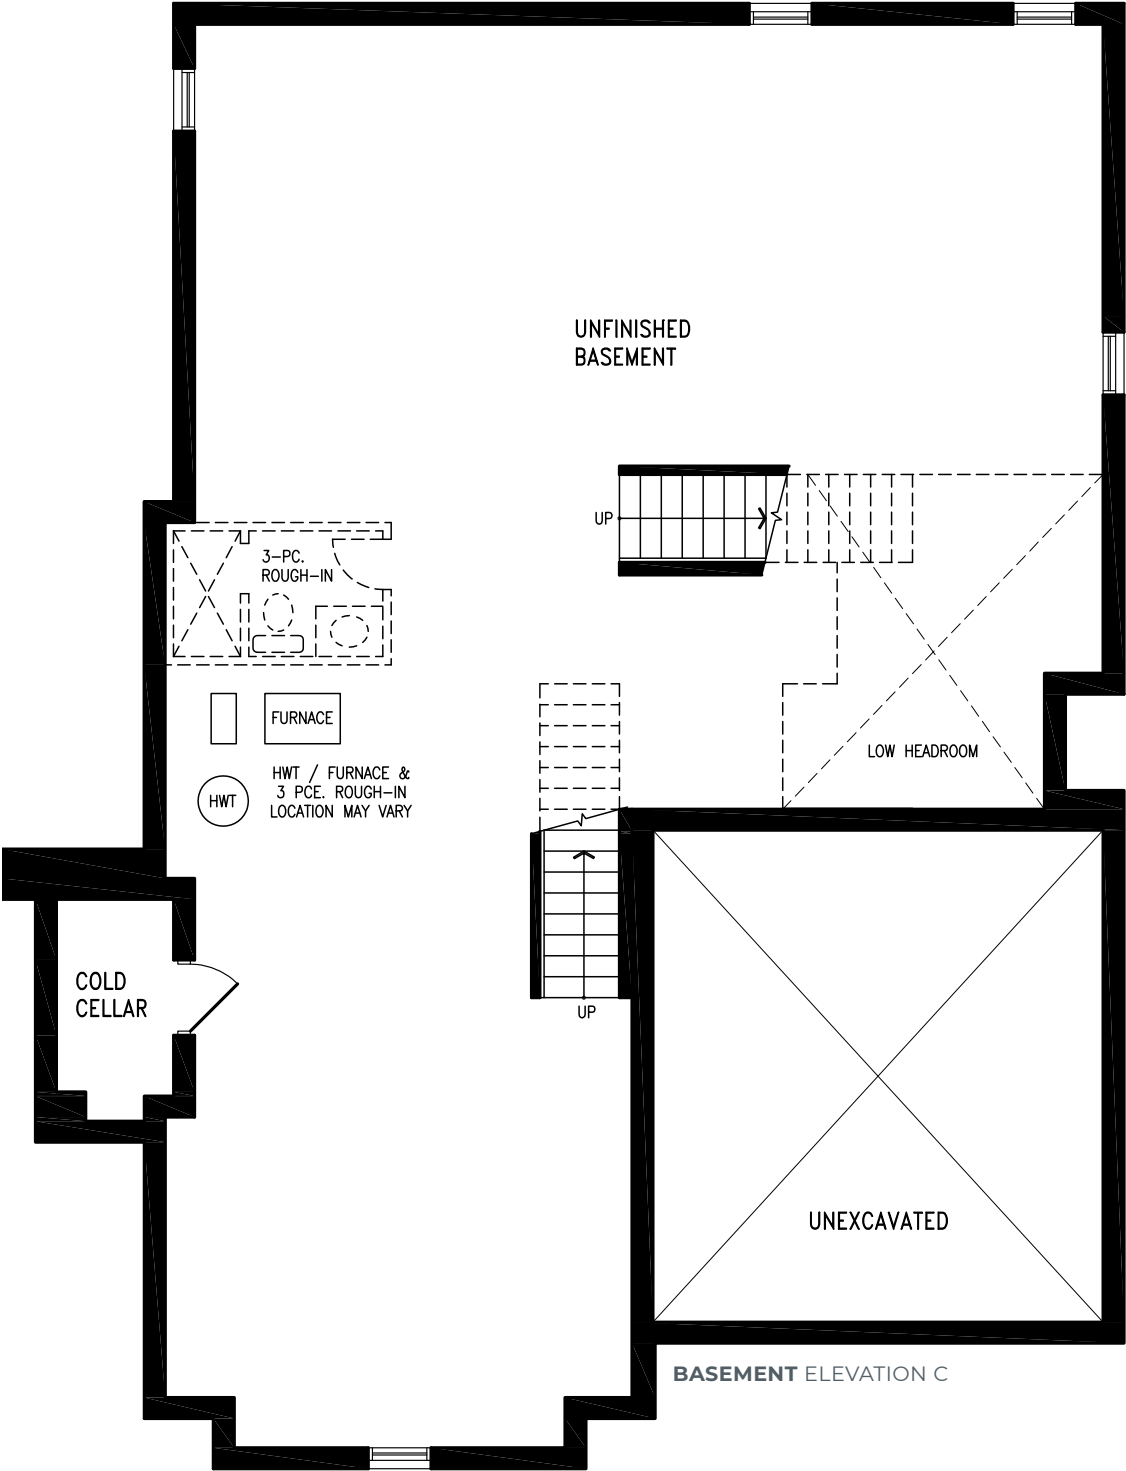 UNFINISHED
BASEMENT
UP
3-PC.
ROUGH-IN
FURNACE
LOW HEADROOM
HWT / FURNACE &
3 PCE. ROUGH-IN
LOCATION MAY VARY
HWT
COLD
CELLAR
UP
UNEXCAVATED
BASEMENT ELEVATION C